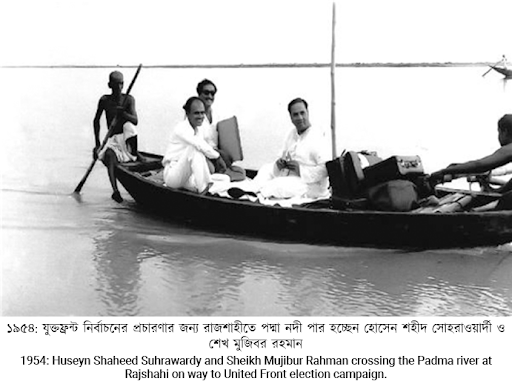 ১৯৫৪: যুক্তফ্রন্ট নির্বাচনের প্রচারণার জন্য রাজশাহীতে পদ্মা নদী পার হচ্ছেন হোসেন শহীদ সোহরাওয়ার্দী ও
শেখ মুজিবর রহমান
1954: Huseyn Shaheed Suhrawardy and Sheikh Mujibur Rahman crossing the Padma river at
Rajshahi on way to United Front election campaign.